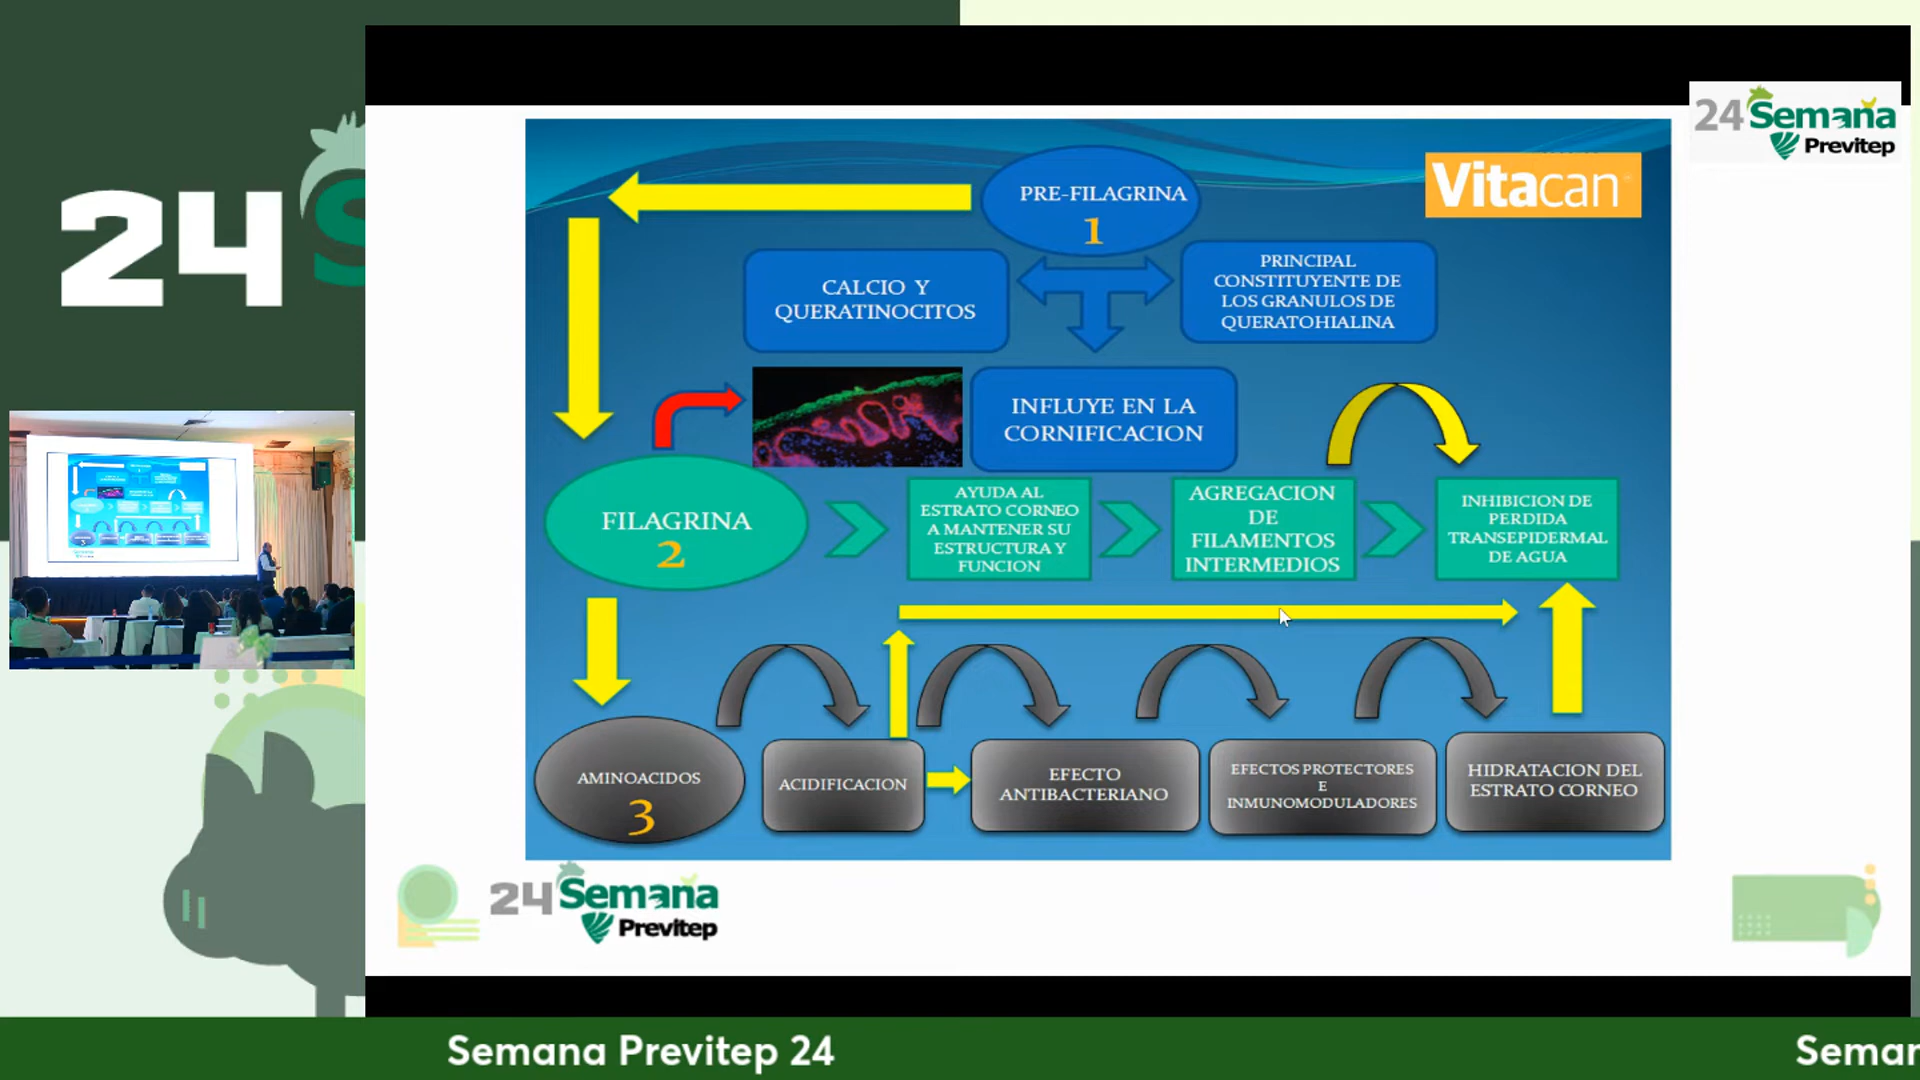 24
24 Semana
Previtep
PRE-FILAGRINA
1
Vitacan
CALCIO Y
QUERATINOCITOS
PRINCIPAL
CONSTITUYENTE DE
LOS GRANULOS DE
QUERATOHIALINA
INFLUYE EN LA
CORNIFICACION
FILAGRINA
2
AYUDA AL
ESTRATO CORNEO
A MANTENER SU
ESTRUCTURA Y
FUNCION
AGREGACION
DE
FILAMENTOS
INTERMEDIOS
INHIBICION DE
PERDIDA
TRANSEPIDERMAL
DE AGUA
AMINOACIDOS
3
ACIDIFICACION
EFECTO
ANTIBACTERIANO
EFECTOS PROTECTORES
E
INMUNOMODULADORES
HIDRATACION DEL
ESTRATO CORNEO
24 Semana
Previtep
Semana Previtep 24